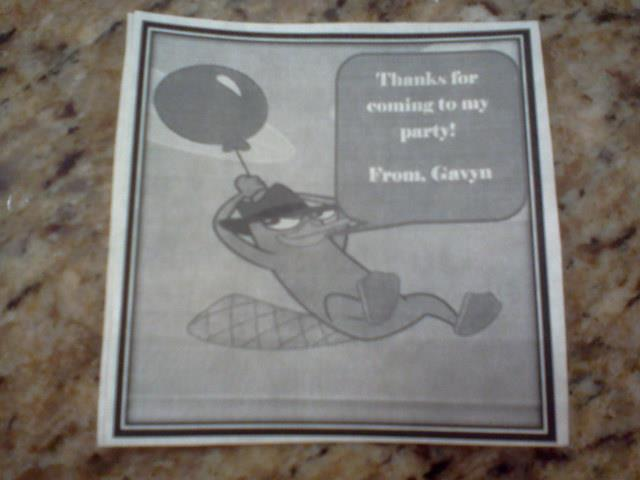 Thanks for
coming to my
party!
From, Gavyn